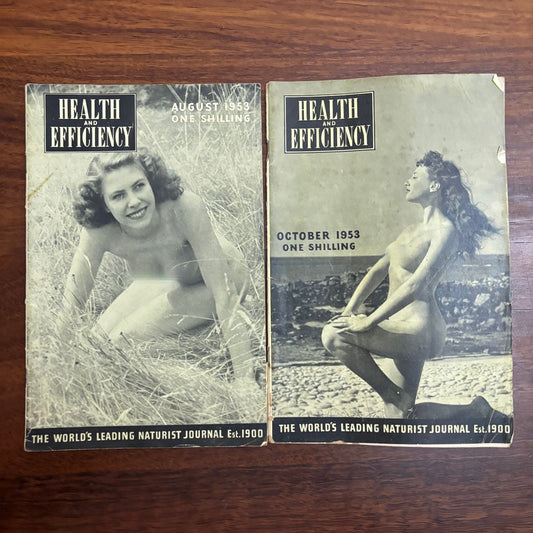 HEALTH
AND
EFFICIENCY
AUGUST 1953
ONE SHILLING
THE WORLD'S LEADING NATURIST JOURNAL Est. 1900
HEALTH
AND
EFFICIENCY
OCTOBER 1953
ONE SHILLING
THE WORLD'S LEADING NATURIST JOURNAL Est. 1900